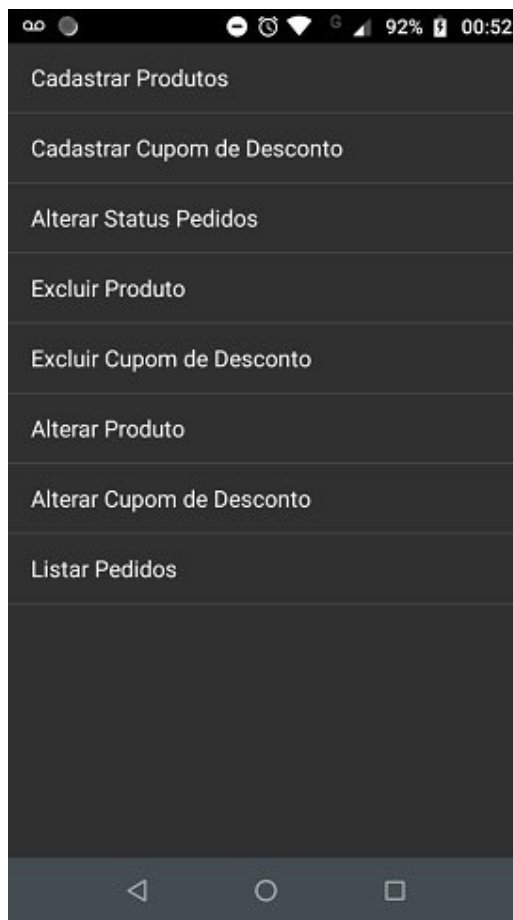 G 92% 00:52
Cadastrar Produtos
Cadastrar Cupom de Desconto
Alterar Status Pedidos
Excluir Produto
Excluir Cupom de Desconto
Alterar Produto
Alterar Cupom de Desconto
Listar Pedidos